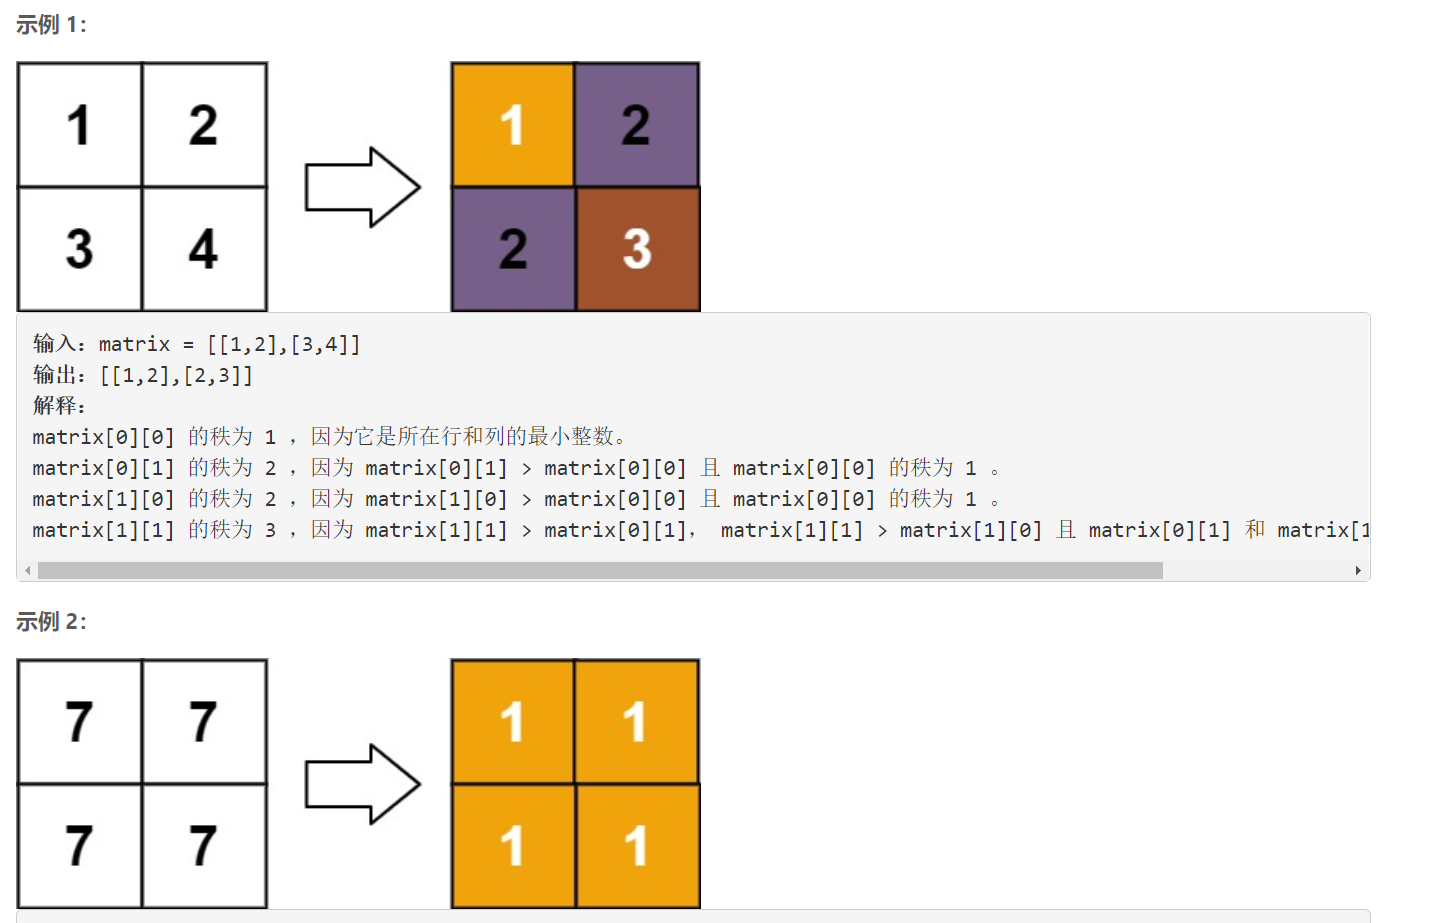 示例 1：
1 2 1 2
3 4 2 3
输入：matrix = [[1,2],[3,4]]
输出：[[1,2],[2,3]]
解释：
matrix[0][0] 的秩为 1 ，因为它是所在行和列的最小整数。
matrix[0][1] 的秩为 2 ，因为 matrix[0][1] > matrix[0][0] 且 matrix[0][0] 的秩为 1 。
matrix[1][0] 的秩为 2 ，因为 matrix[1][0] > matrix[0][0] 且 matrix[0][0] 的秩为 1 。
matrix[1][1] 的秩为 3 ，因为 matrix[1][1] > matrix[0][1]， matrix[1][1] > matrix[1][0] 且 matrix[0][1] 和 matrix[1
示例 2：
7 7 1 1
7 7 1 1